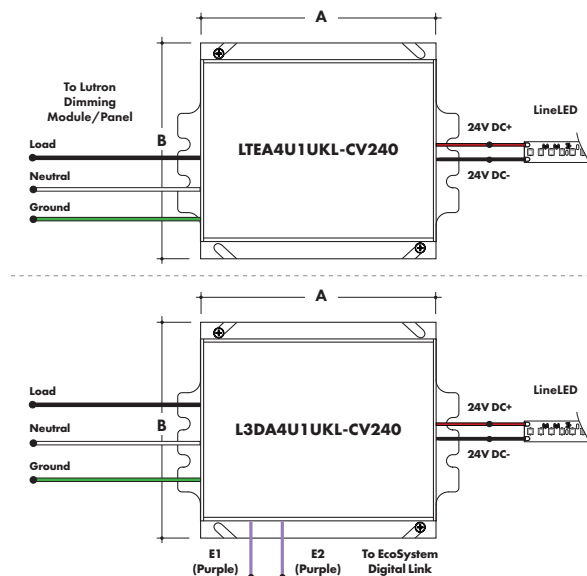 A
To Lutron
Dimming
Module/Panel
LineLED
B
24V DC+
Load
LTEA4U1UKL-CV240
Neutral
24V DC-
Ground
A
Load
LineLED
24V DC+
B
Neutral
L3DA4U1UKL-CV240
24V DC-
Ground
E1
(Purple)
E2
(Purple)
To EcoSystem
Digital Link